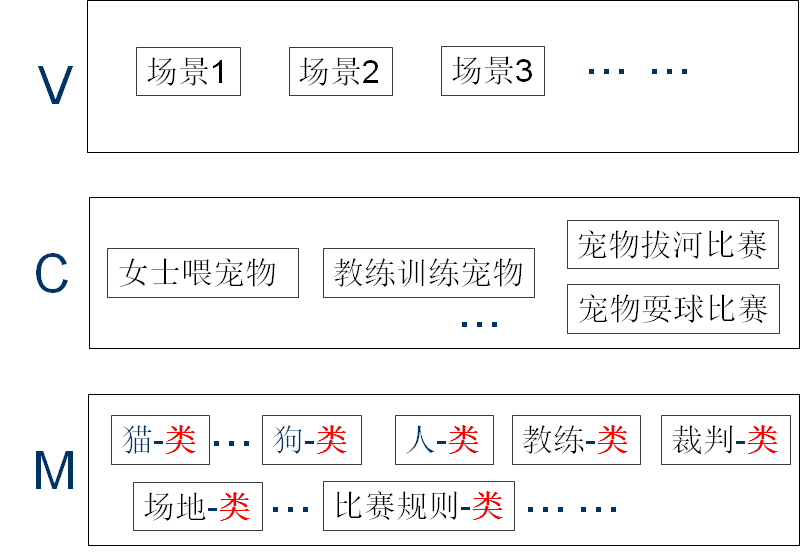 V
场景1 场景2 场景3 … …
C
女士喂宠物 教练训练宠物 …
宠物拔河比赛
宠物耍球比赛
M
猫-类 … 狗-类 人-类 教练-类 裁判-类
场地-类 … 比赛规则-类 … …